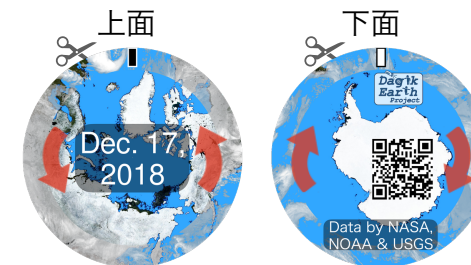 上面
下面
Dec. 17,
2018
Dagik
Earth
Project
Data by NASA,
NOAA & USGS